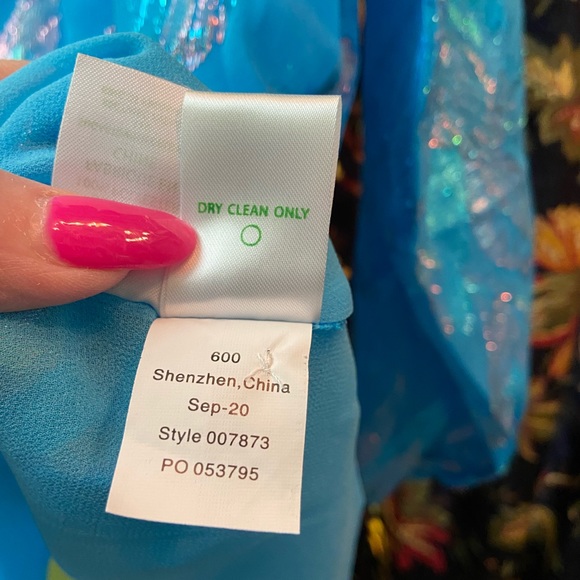 DRY CLEAN ONLY
600
Shenzhen,China
Sep-20
Style 007873
PO 053795